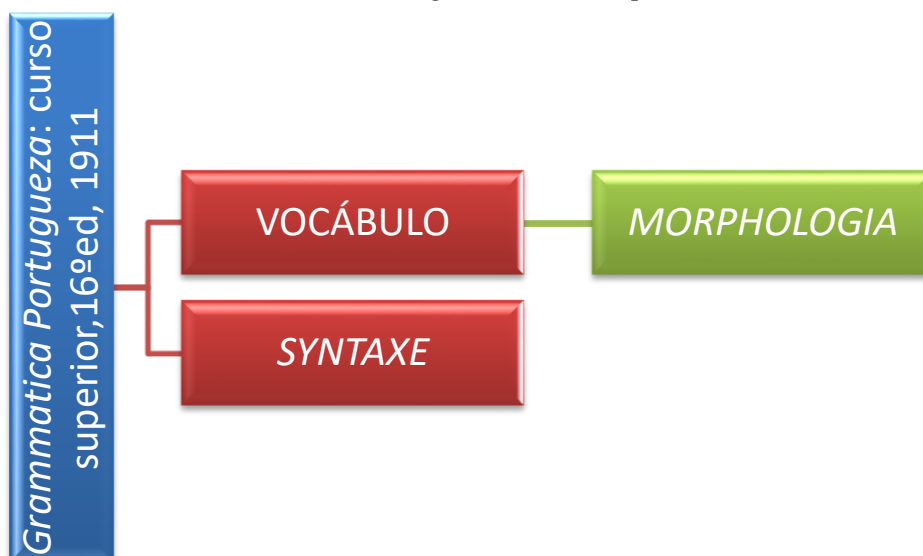 Grammatica Portugueza: curso
superior,16ºed, 1911
VOCÁBULO
MORPHOLOGIA
SYNTAXE